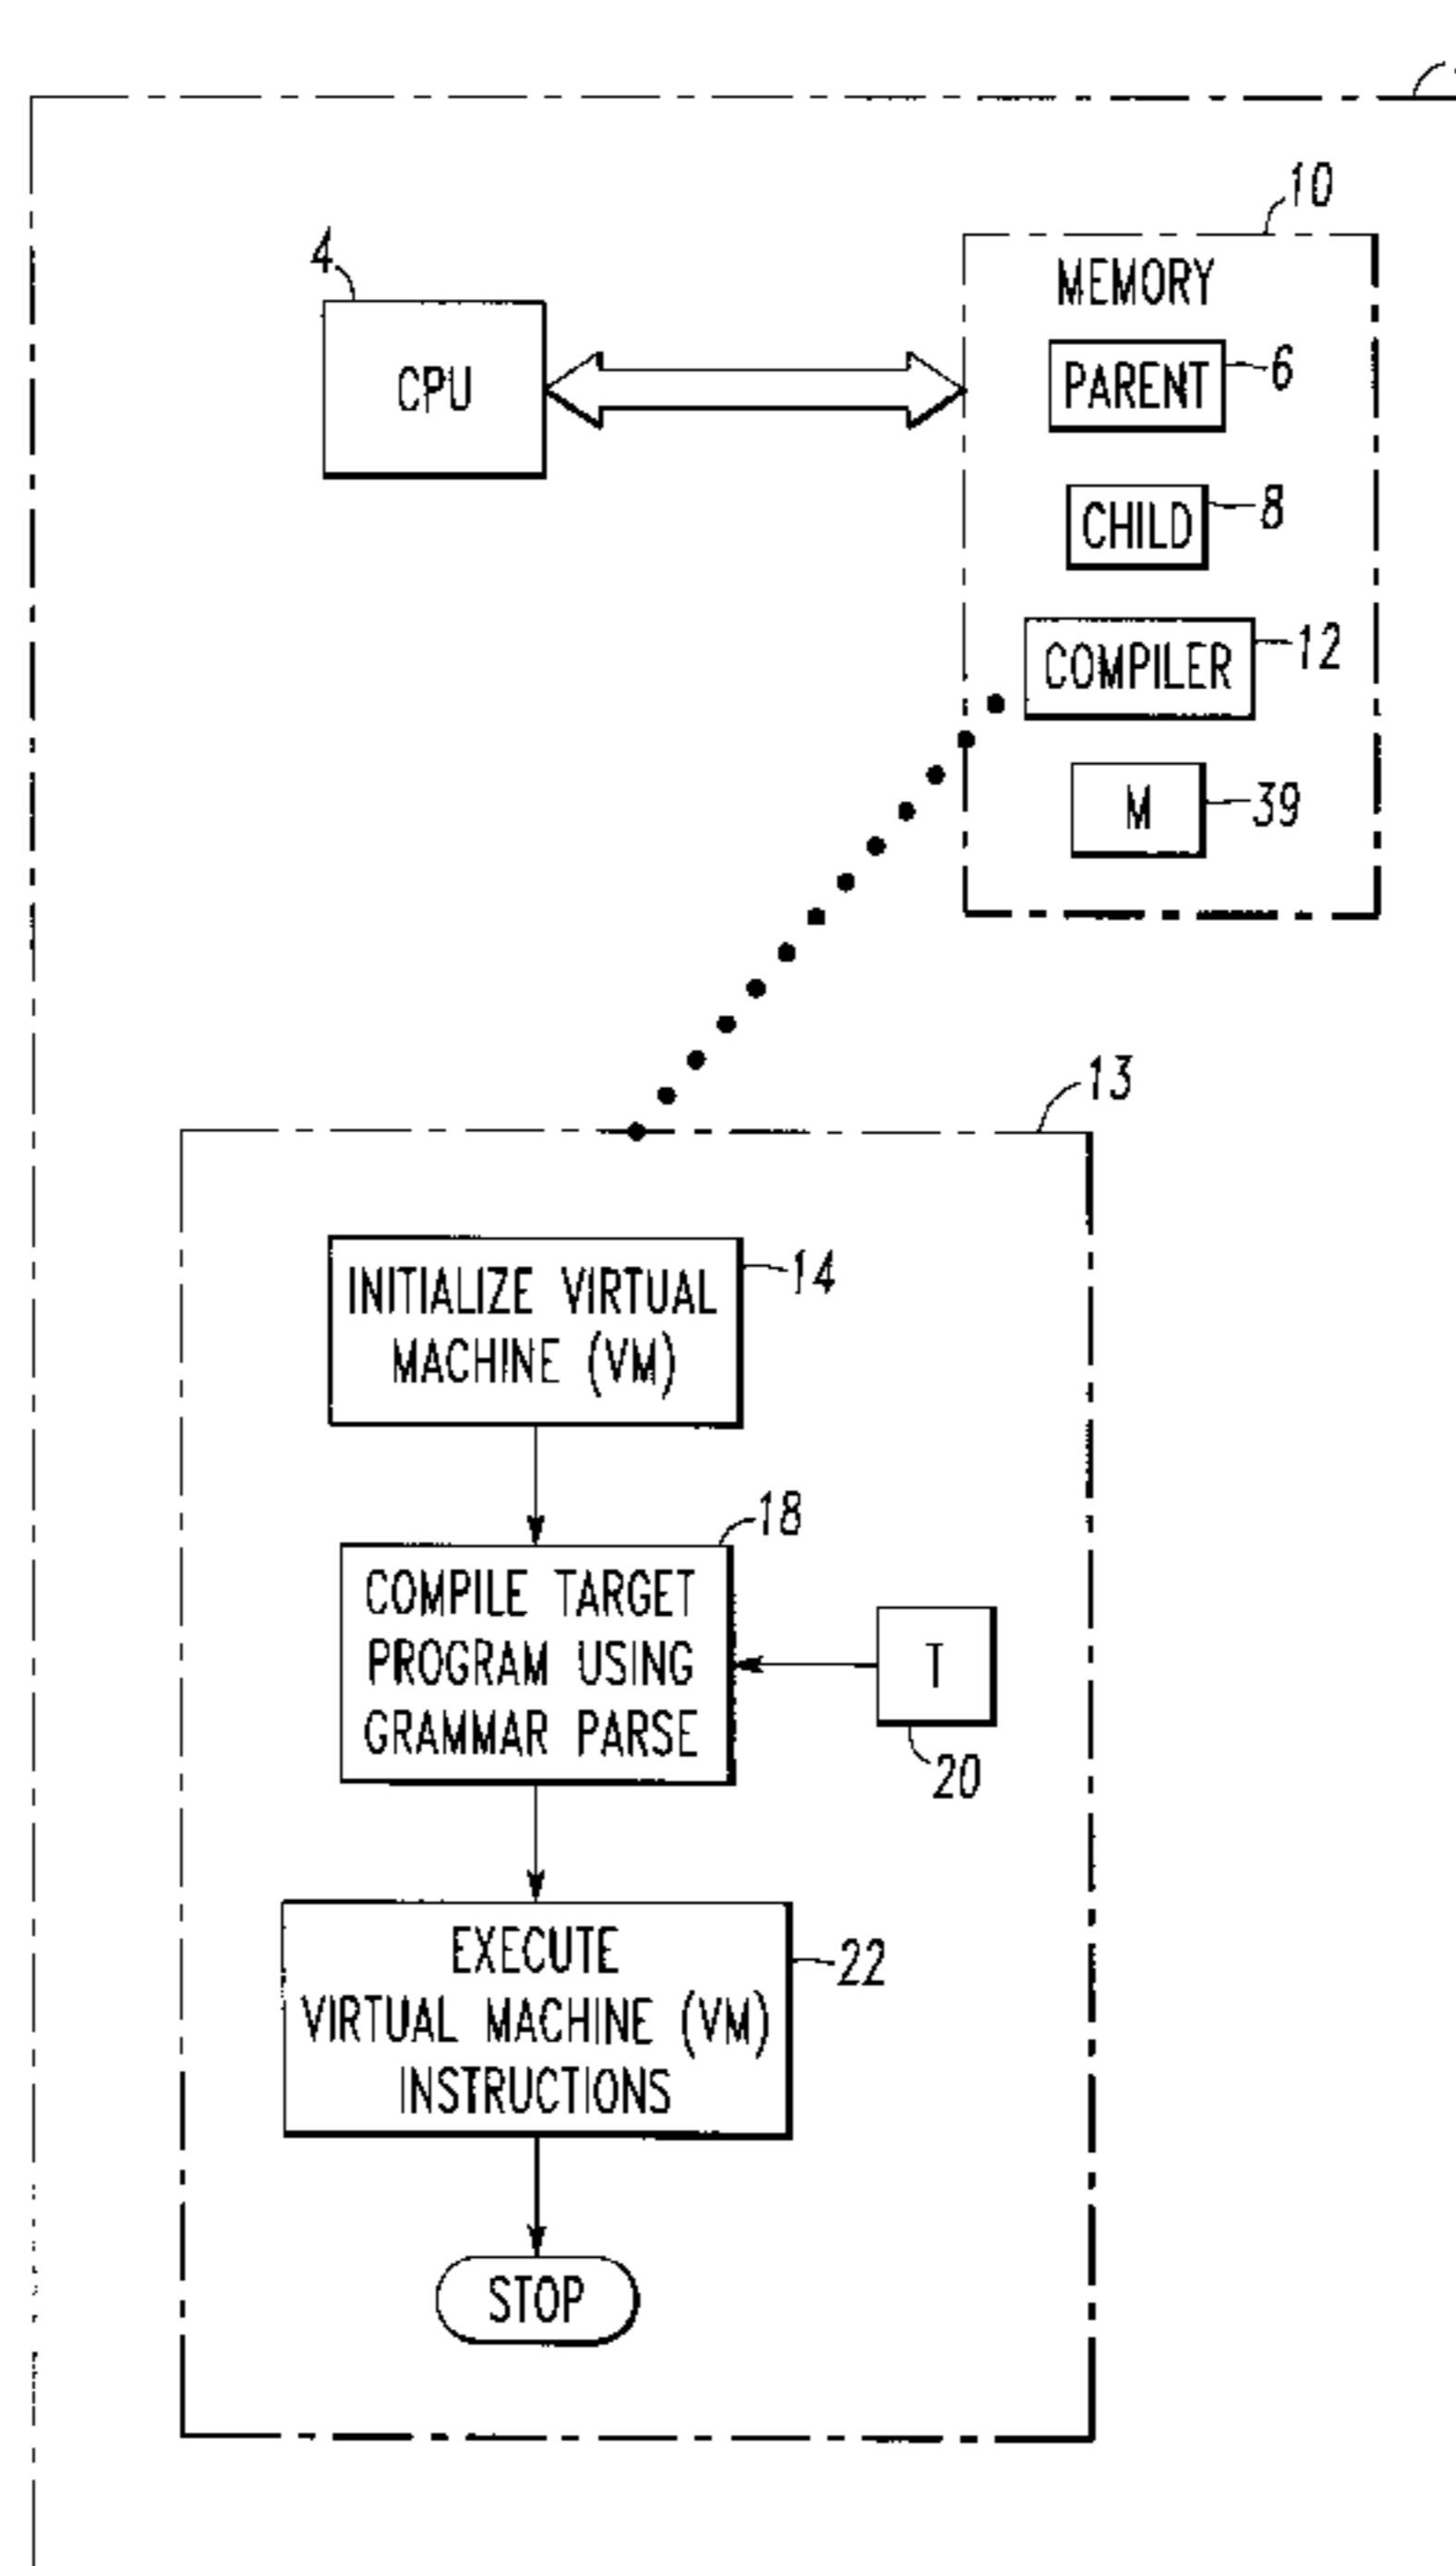 10
4
MEMORY
CPU
PARENT
6
CHILD
8
COMPILER
12
M
39
13
INITIALIZE VIRTUAL
MACHINE (VM)
14
18
COMPILE TARGET
PROGRAM USING
GRAMMAR PARSE
T
20
EXECUTE
VIRTUAL MACHINE (VM)
INSTRUCTIONS
22
STOP